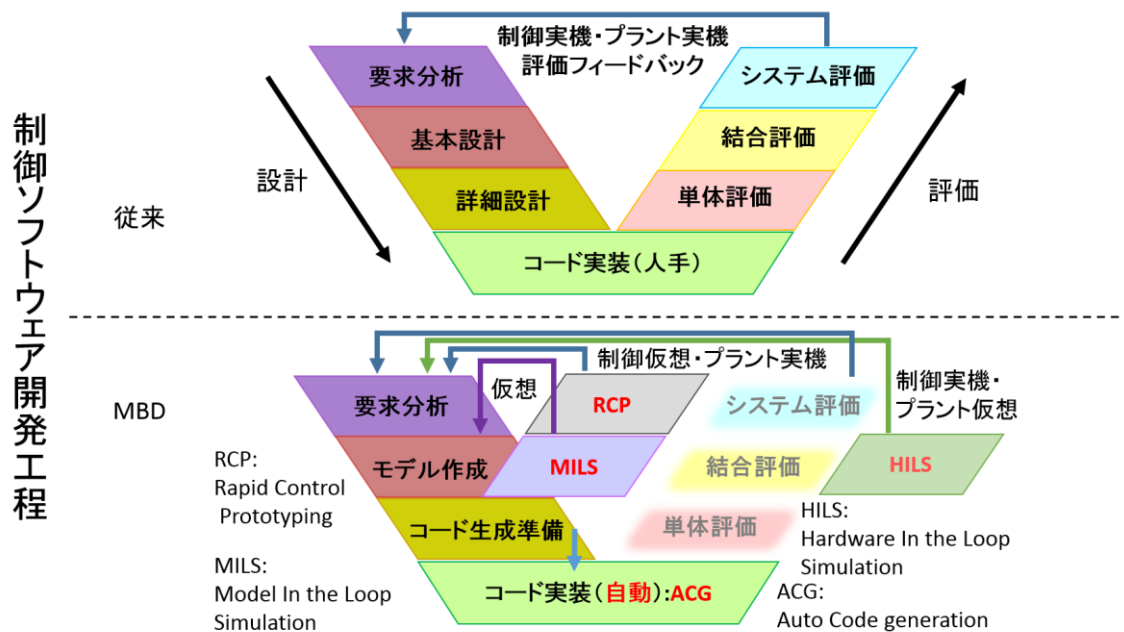 制御ソフトウェア開発工程
従来
設計
要求分析
基本設計
詳細設計
制御実機・プラント実機
評価フィードバック
システム評価
結合評価
単体評価
評価
コード実装(人手)
MBD
要求分析
モデル作成
コード生成準備
仮想
RCP
MILS
制御仮想・プラント実機
システム評価
結合評価
単体評価
制御実機・
プラント仮想
HILS
コード実装(自動):ACG
RCP:
Rapid Control
Prototyping
MILS:
Model In the Loop
Simulation
HILS:
Hardware In the Loop
Simulation
ACG:
Auto Code generation